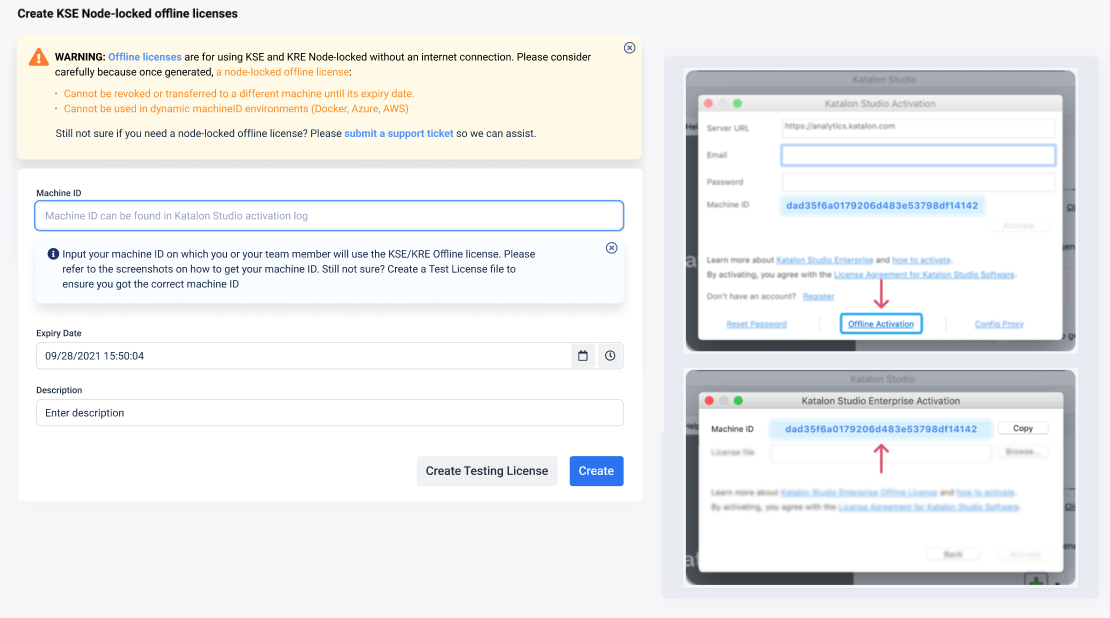 Create KSE Node-locked offline licenses
WARNING: Offline licenses are for using KSE and KRE Node-locked without an internet connection. Please consider
carefully because once generated, a node-locked offline license:
• Cannot be revoked or transferred to a different machine until its expiry date.
• Cannot be used in dynamic machineID environments (Docker, Azure, AWS)
Still not sure if you need a node-locked offline license? Please submit a support ticket so we can assist.
Machine ID
Machine ID can be found in Katalon Studio activation log
Input your machine ID on which you or your team member will use the KSE/KRE Offline license. Please
refer to the screenshots on how to get your machine ID. Still not sure? Create a Test License file to
ensure you got the correct machine ID
Expiry Date
09/28/2021 15:50:04
Description
Enter description
Create Testing License
Create
Katalon Studio
Katalon Studio Activation
Server URL
https://analytics.katalon.com
Email
Password
Machine ID
dad35f6a0179206d483e53798df14142
Activate
Learn more about Katalon Studio Enterprise and how to activate.
By activating, you agree with the License Agreement for Katalon Studio Software.
Don't have an account? Register
Reset Password
Offline Activation
Config Proxy
Katalon Studio
Katalon Studio Enterprise Activation
Machine ID
dad35f6a0179206d483e53798df14142
Copy
License file
Browse...
Learn more about Katalon Studio Enterprise Offline License and how to activate.
By activating, you agree with the License Agreement for Katalon Studio Software.
Back
Activate